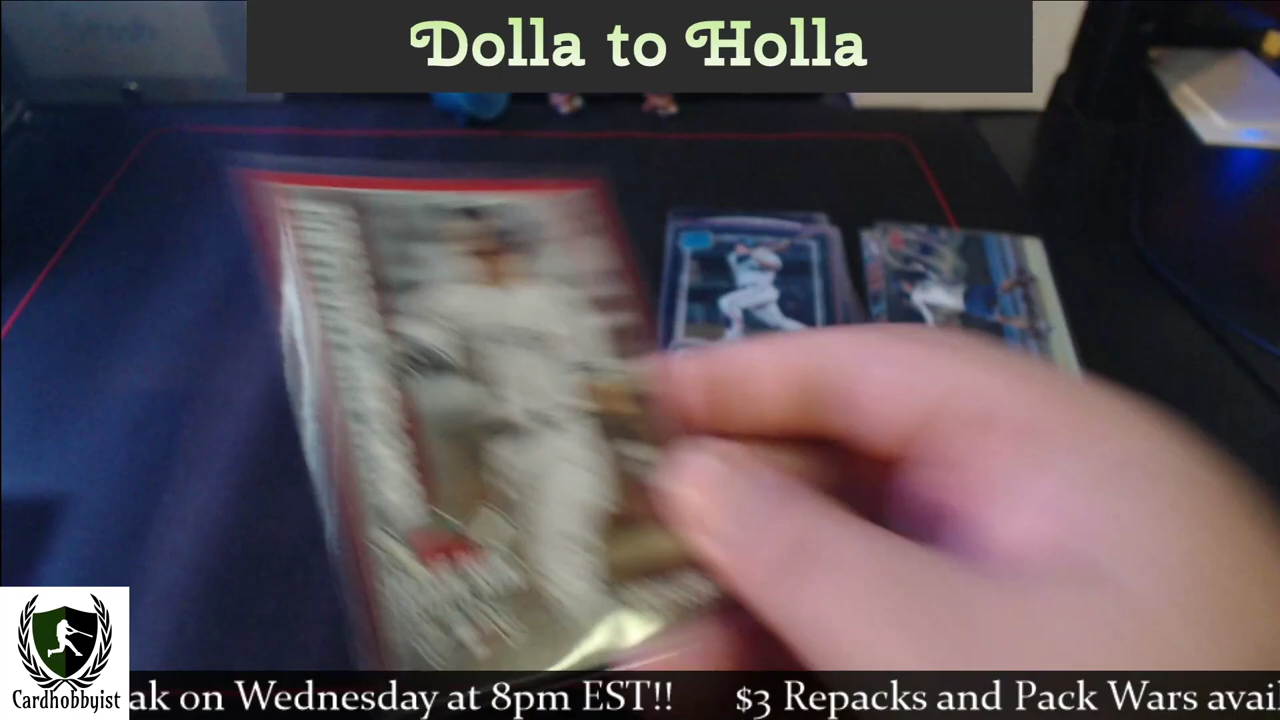 Dolla to Holla
Cardhobbyist
ak on Wednesday at 8pm EST!! $3 Repacks and Pack Wars avail